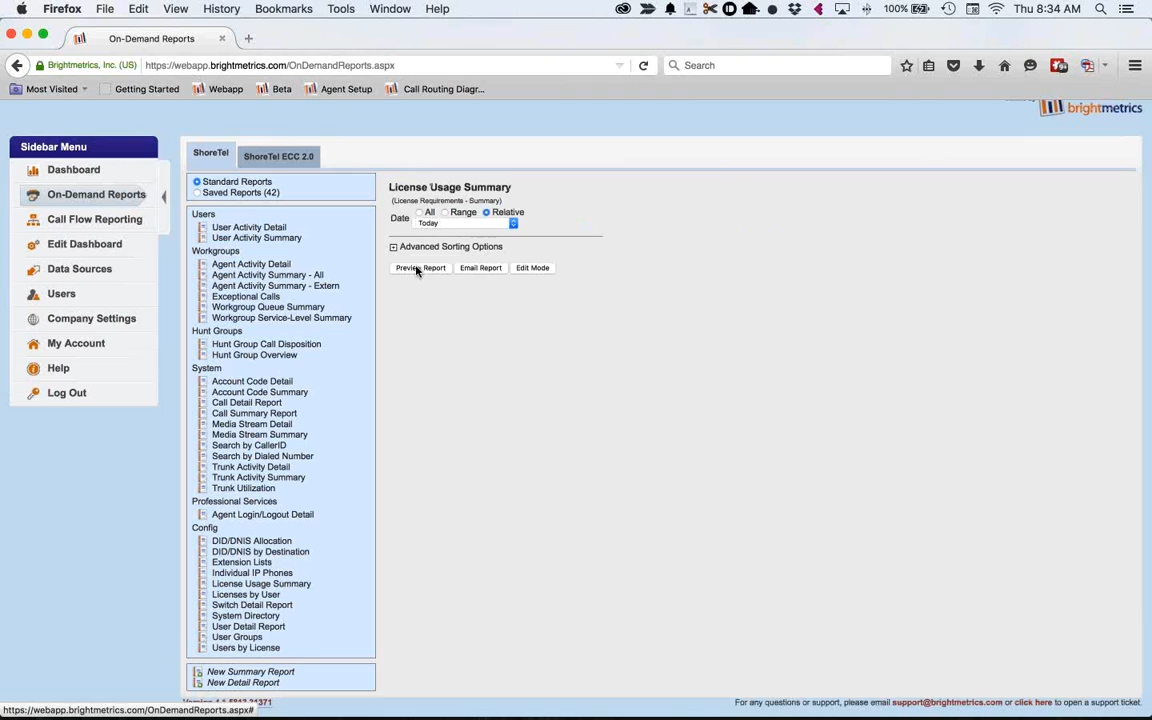 Firefox File Edit View History Bookmarks Tools Window Help 100% Thu 8:34 AM
On-Demand Reports
Brightmetrics, Inc. (US) https://webapp.brightmetrics.com/OnDemandReports.aspx Search
Most Visited Getting Started Webapp Beta Agent Setup Call Routing Diagr...
brightmetrics
Sidebar Menu
Dashboard
On-Demand Reports
Call Flow Reporting
Edit Dashboard
Data Sources
Users
Company Settings
My Account
Help
Log Out
ShoreTel ShoreTel ECC 2.0
Standard Reports
Saved Reports (42)
Users
User Activity Detail
User Activity Summary
Workgroups
Agent Activity Detail
Agent Activity Summary - All
Agent Activity Summary - Extern
Exceptional Calls
Workgroup Queue Summary
Workgroup Service-Level Summary
Hunt Groups
Hunt Group Call Disposition
Hunt Group Overview
System
Account Code Detail
Account Code Summary
Call Detail Report
Call Summary Report
Media Stream Detail
Media Stream Summary
Search by CallerID
Search by Dialed Number
Trunk Activity Detail
Trunk Activity Summary
Trunk Utilization
Professional Services
Agent Login/Logout Detail
Config
DID/DNIS Allocation
DID/DNIS by Destination
Extension Lists
Individual IP Phones
License Usage Summary
Licenses by User
Switch Detail Report
System Directory
User Detail Report
User Groups
Users by License
New Summary Report
New Detail Report
License Usage Summary
(License Requirements - Summary)
All Range Relative
Date
Today
Advanced Sorting Options
Preview Report Email Report Edit Mode
For any questions or support, please email support@brightmetrics.com or click here to open a support ticket.
https://webapp.brightmetrics.com/OnDemandReports.aspx#